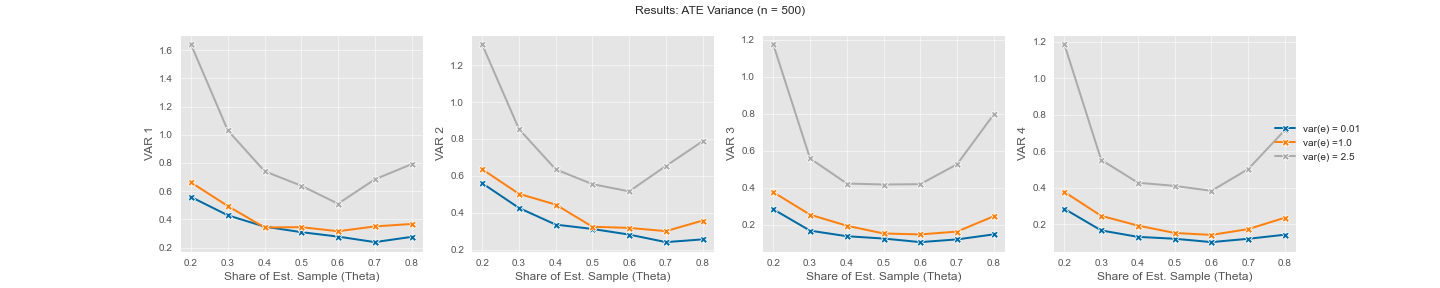 Results: ATE Variance (n = 500)
VAR 1
1.6
1.4
1.2
1.0
0.8
0.6
0.4
0.2
0.2 0.3 0.4 0.5 0.6 0.7 0.8
Share of Est. Sample (Theta)
VAR 2
1.2
1.0
0.8
0.6
0.4
0.2
0.2 0.3 0.4 0.5 0.6 0.7 0.8
Share of Est. Sample (Theta)
VAR 3
1.2
1.0
0.8
0.6
0.4
0.2
0.2 0.3 0.4 0.5 0.6 0.7 0.8
Share of Est. Sample (Theta)
VAR 4
1.2
1.0
0.8
0.6
0.4
0.2
0.2 0.3 0.4 0.5 0.6 0.7 0.8
Share of Est. Sample (Theta)
var(e) = 0.01
var(e) =1.0
var(e) = 2.5